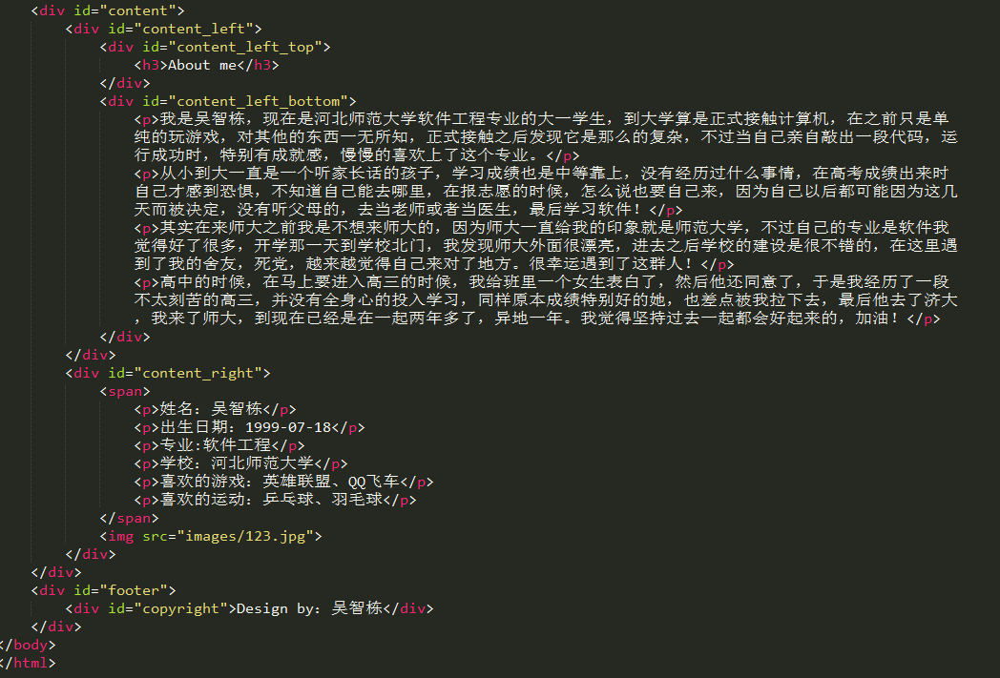 <div id="content">
<div id="content_left">
<div id="content_left_top">
<h3>About me</h3>
</div>
<div id="content_left_bottom">
<p>我是吴智栋，现在是河北师范大学软件工程专业的大一学生，到大学算是正式接触计算机，在之前只是单
纯的玩游戏，对其他的东西一无所知，正式接触之后发现它是那么的复杂，不过当自己亲自敲出一段代码，运
行成功时，特别有成就感，慢慢的喜欢上了这个专业。</p>
<p>从小到大一直是一个听家长话的孩子，学习成绩也是中等靠上，没有经历过什么事情，在高考成绩出来时
自己才感到恐惧，不知道自己能去哪里，在报志愿的时候，怎么说也要自己来，因为自己以后都可能因为这几
天而被决定，没有听父母的，去当老师或者当医生，最后学习软件！</p>
<p>其实在来师大之前我是不想来师大的，因为师大一直给我的印象就是师范大学，不过自己的专业是软件我
觉得好了很多，开学那一天到学校北门，我发现师大外面很漂亮，进去之后学校的建设是很不错的，在这里遇
到了我的舍友，死党，越来越觉得自己来对了地方。很幸运遇到了这群人！</p>
<p>高中的时候，在马上要进入高三的时候，我给班里一个女生表白了，然后他还同意了，于是我经历了一段
不太刻苦的高三，并没有全身心的投入学习，同样原本成绩特别好的她，也差点被我拉下去，最后他去了济大
，我来了师大，到现在已经是在一起两年多了，异地一年。我觉得坚持过去一起都会好起来的，加油！</p>
</div>
</div>
<div id="content_right">
<span>
<p>姓名：吴智栋</p>
<p>出生日期：1999-07-18</p>
<p>专业:软件工程</p>
<p>学校：河北师范大学</p>
<p>喜欢的游戏：英雄联盟、QQ飞车</p>
<p>喜欢的运动：乒乓球、羽毛球</p>
</span>
<img src="images/123.jpg">
</div>
</div>
<div id="footer">
<div id="copyright">Design by：吴智栋</div>
</div>
</body>
</html>